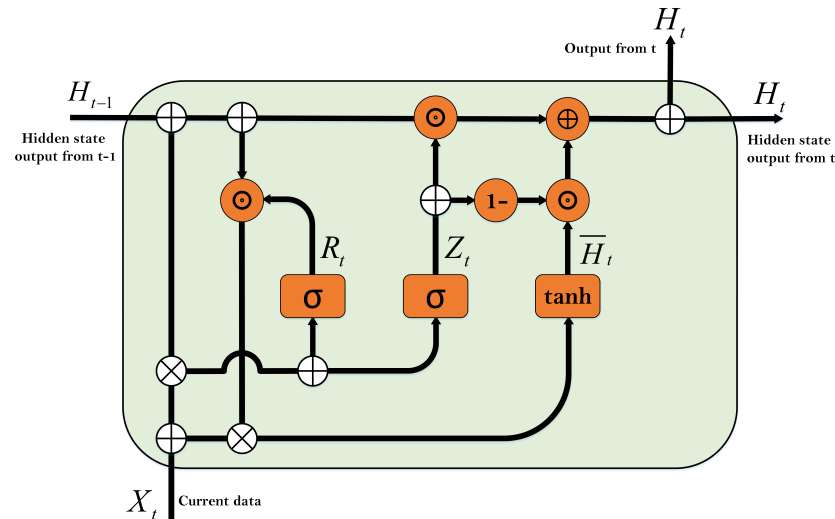 H_t
Output from t
H_{t-1}
H_t
Hidden state
output from t-1
Hidden state
output from t
1-
R_t
Z_t
\overline{H}_t
σ
σ
tanh
X_t
Current data